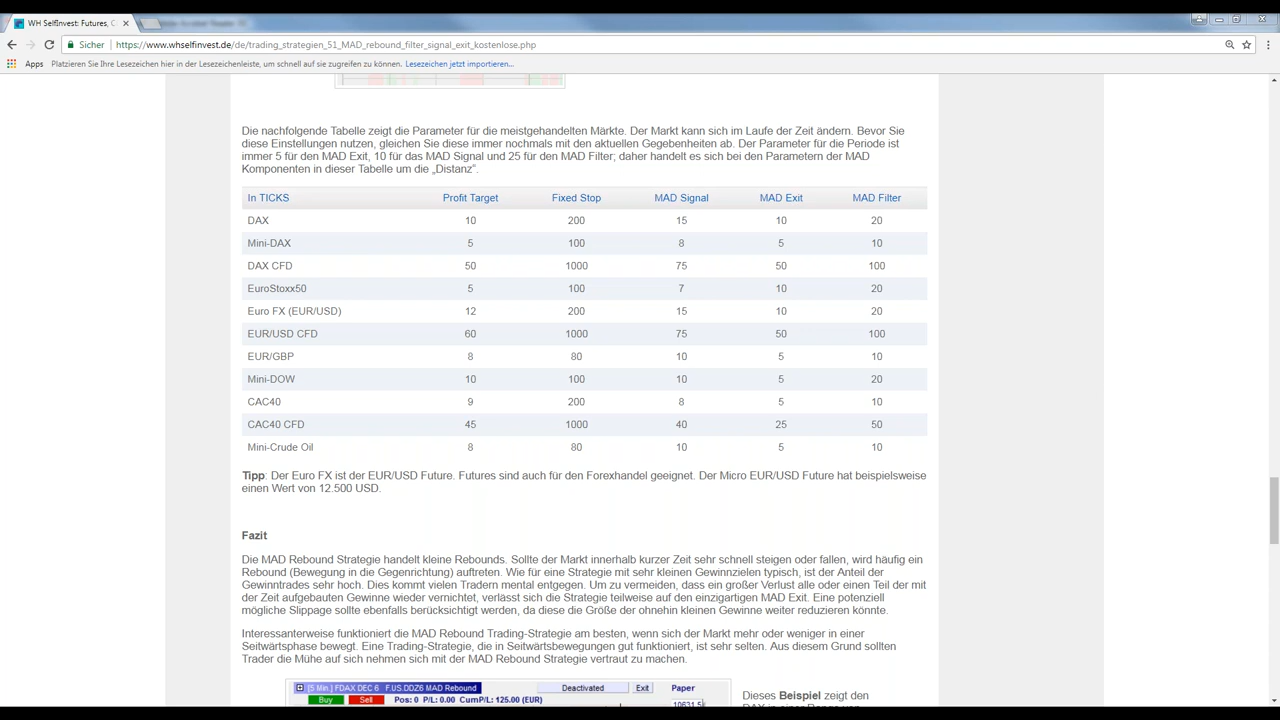 WH SelfInvest: Futures, C
Sicher
https://www.whselfinvest.de/de/trading_strategien_51_MAD_rebound_filter_signal_exit_kostenlose.php
Apps Platzieren Sie Ihre Lesezeichen hier in der Lesezeichenleiste, um schnell auf sie zugreifen zu können. Lesezeichen jetzt importieren...
Die nachfolgende Tabelle zeigt die Parameter für die meistgehandelten Märkte. Der Markt kann sich im Laufe der Zeit ändern. Bevor Sie
diese Einstellungen nutzen, gleichen Sie diese immer nochmals mit den aktuellen Gegebenheiten ab. Der Parameter für die Periode ist
immer 5 für den MAD Exit, 10 für das MAD Signal und 25 für den MAD Filter; daher handelt es sich bei den Parametern der MAD
Komponenten in dieser Tabelle um die „Distanz".
In TICKS Profit Target Fixed Stop MAD Signal MAD Exit MAD Filter
DAX 10 200 15 10 20
Mini-DAX 5 100 8 5 10
DAX CFD 50 1000 75 50 100
EuroStoxx50 5 100 7 10 20
Euro FX (EUR/USD) 12 200 15 10 20
EUR/USD CFD 60 1000 75 50 100
EUR/GBP 8 80 10 5 10
Mini-DOW 10 100 10 5 20
CAC40 9 200 8 5 10
CAC40 CFD 45 1000 40 25 50
Mini-Crude Oil 8 80 10 5 10
Tipp: Der Euro FX ist der EUR/USD Future. Futures sind auch für den Forexhandel geeignet. Der Micro EUR/USD Future hat beispielsweise
einen Wert von 12.500 USD.
Fazit
Die MAD Rebound Strategie handelt kleine Rebounds. Sollte der Markt innerhalb kurzer Zeit sehr schnell steigen oder fallen, wird häufig ein
Rebound (Bewegung in die Gegenrichtung) auftreten. Wie für eine Strategie mit sehr kleinen Gewinnzielen typisch, ist der Anteil der
Gewinntrades sehr hoch. Dies kommt vielen Tradern mental entgegen. Um zu vermeiden, dass ein großer Verlust alle oder einen Teil der mit
der Zeit aufgebauten Gewinne wieder vernichtet, verlässt sich die Strategie teilweise auf den einzigartigen MAD Exit. Eine potenziell
mögliche Slippage sollte ebenfalls berücksichtigt werden, da diese die Größe der ohnehin kleinen Gewinne weiter reduzieren könnte.
Interessanterweise funktioniert die MAD Rebound Trading-Strategie am besten, wenn sich der Markt mehr oder weniger in einer
Seitwärtsphase bewegt. Eine Trading-Strategie, die in Seitwärtsbewegungen gut funktioniert, ist sehr selten. Aus diesem Grund sollten
Trader die Mühe auf sich nehmen sich mit der MAD Rebound Strategie vertraut zu machen.
[5 Min.] FDAX DEC 6 F.US.DDZ6 MAD Rebound Deactivated Exit Paper
Buy Sell Pos: 0 P/L: 0.00 CumP/L: 125.00 (EUR) 10631.5
Dieses Beispiel zeigt den